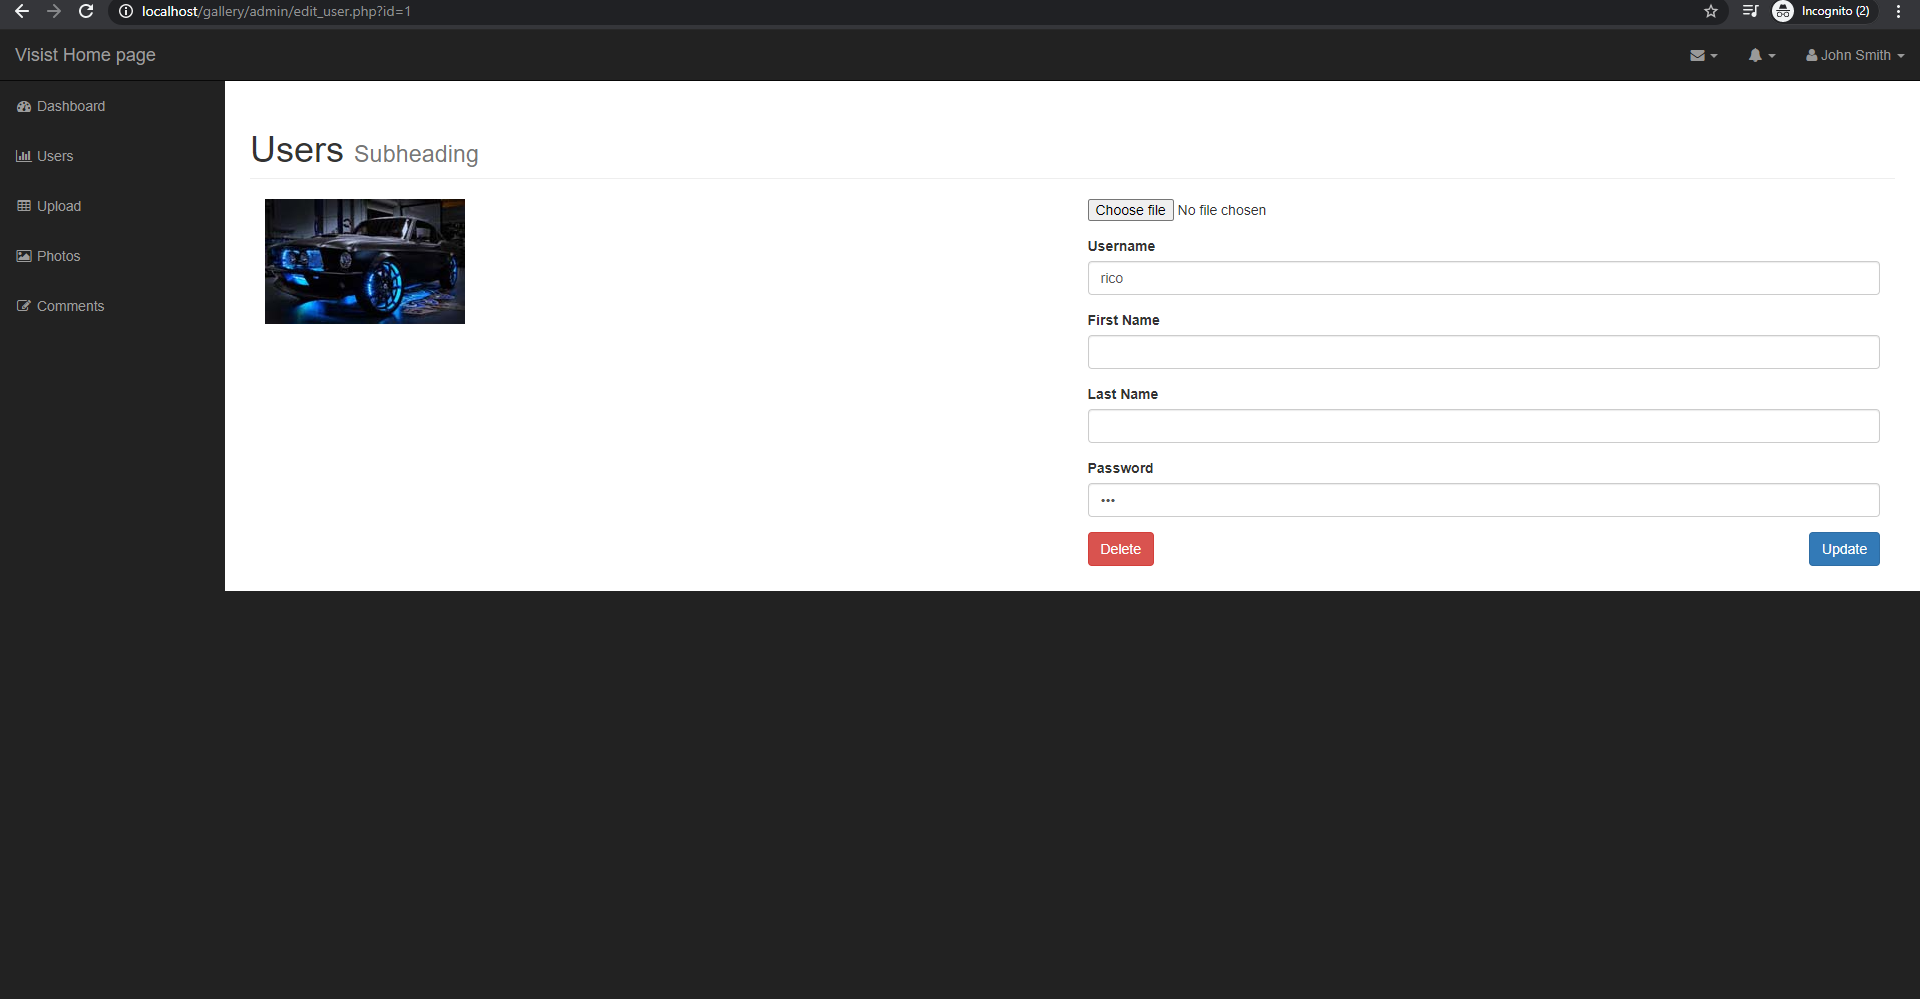 localhost/gallery/admin/edit_user.php?id=1
Incognito (2)
Visist Home page
John Smith
Dashboard
Users
Upload
Photos
Comments
Users Subheading
Choose file No file chosen
Username
rico
First Name
Last Name
Password
•••
Delete
Update